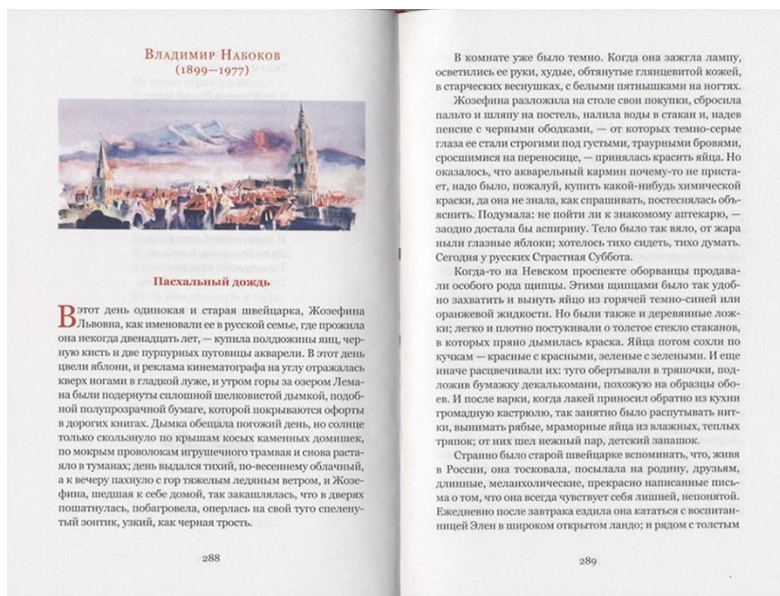 Владимир Набоков
(1899—1977)
Пасхальный дождь
В этот день одинокая и старая швейцарка, Жозефина
Львовна, как именовали ее в русской семье, где прожила
она некогда двенадцать лет, — купила полдюжины яиц, чер-
ную кисть и две пурпурных пуговицы акварели. В этот день
цвели яблони, и реклама кинематографа на углу отражалась
кверх ногами в гладкой луже, и утром горы за озером Лема-
на были подернуты сплошной шелковистой дымкой, подоб-
ной полупрозрачной бумаге, которой покрываются офорты
в дорогих книгах. Дымка обещала погожий день, но солнце
только скользнуло по крышам косых каменных домишек,
по мокрым проволокам игрушечного трамвая и снова раста-
яло в туманах; день выдался тихий, по-весеннему облачный,
а к вечеру пахнуло с гор тяжелым ледяным ветром, и Жозе-
фина, шедшая к себе домой, так закашлялась, что в дверях
пошатнулась, побагровела, оперлась на свой туго спелену-
тый зонтик, узкий, как черная трость.
288
В комнате уже было темно. Когда она зажгла лампу,
осветились ее руки, худые, обтянутые глянцевитой кожей,
в старческих веснушках, с белыми пятнышками на ногтях.
Жозефина разложила на столе свои покупки, сбросила
пальто и шляпу на постель, налила воды в стакан и, надев
пенсне с черными ободками, — от которых темно-серые
глаза ее стали строгими под густыми, траурными бровями,
сросшимися на переносице, — принялась красить яйца. Но
оказалось, что акварельный кармин почему-то не приста-
ет, надо было, пожалуй, купить какой-нибудь химической
краски, да она не знала, как спрашивать, постеснялась объ-
яснить. Подумала: не пойти ли к знакомому аптекарю, —
заодно достала бы аспирину. Тело было так вяло, от жара
ныли глазные яблоки; хотелось тихо сидеть, тихо думать.
Сегодня у русских Страстная Суббота.
Когда-то на Невском проспекте оборванцы продава-
ли особого рода щипцы. Этими щипцами было так удоб-
но захватить и вынуть яйцо из горячей темно-синей или
оранжевой жидкости. Но были также и деревянные лож-
ки; легко и плотно постукивали о толстое стекло стаканов,
в которых пряно дымилась краска. Яйца потом сохли по
кучкам — красные с красными, зеленые с зелеными. И еще
иначе расцвечивали их: туго обертывали в тряпочки, под-
ложив бумажку декалькомани, похожую на образцы обо-
ев. И после варки, когда лакей приносил обратно из кухни
громадную кастрюлю, так занятно было распутывать нит-
ки, вынимать рябые, мраморные яйца из влажных, теплых
тряпок; от них шел нежный пар, детский запашок.
Странно было старой швейцарке вспоминать, что, живя
в России, она тосковала, посылала на родину, друзьям,
длинные, меланхолические, прекрасно написанные пись-
ма о том, что она всегда чувствует себя лишней, непонятой.
Ежедневно после завтрака ездила она кататься с воспитан-
ницей Элен в широком открытом ландо; и рядом с толстым
289